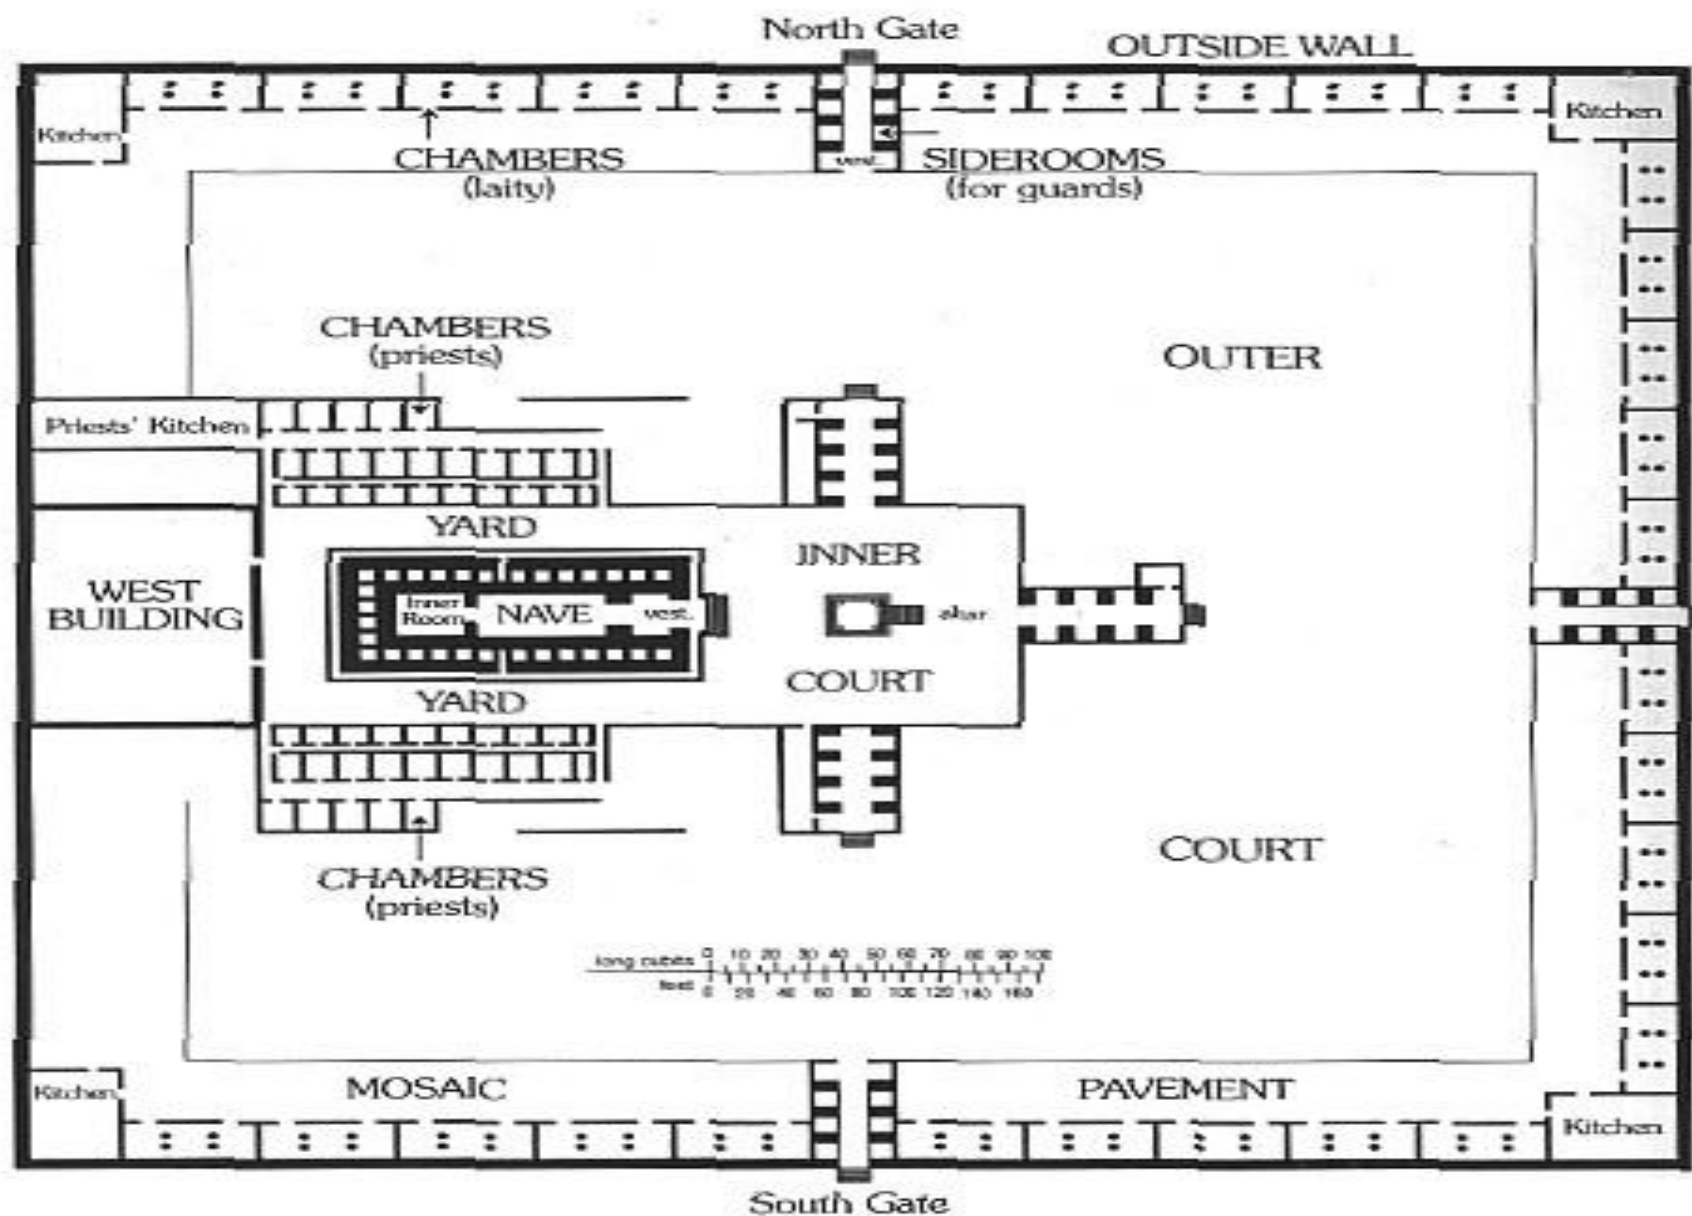 North Gate
OUTSIDE WALL
Kitchen
Kitchen
CHAMBERS
(laity)
vest.
SIDEROOMS
(for guards)
CHAMBERS
(priests)
OUTER
Priests' Kitchen
YARD
INNER
WEST
BUILDING
Inner
Room
NAVE
vest.
altar
COURT
YARD
COURT
CHAMBERS
(priests)
long cubits 0 10 20 30 40 50 60 70 80 90 100
feet 0 20 40 60 80 100 120 140 160
Kitchen
MOSAIC
PAVEMENT
Kitchen
South Gate